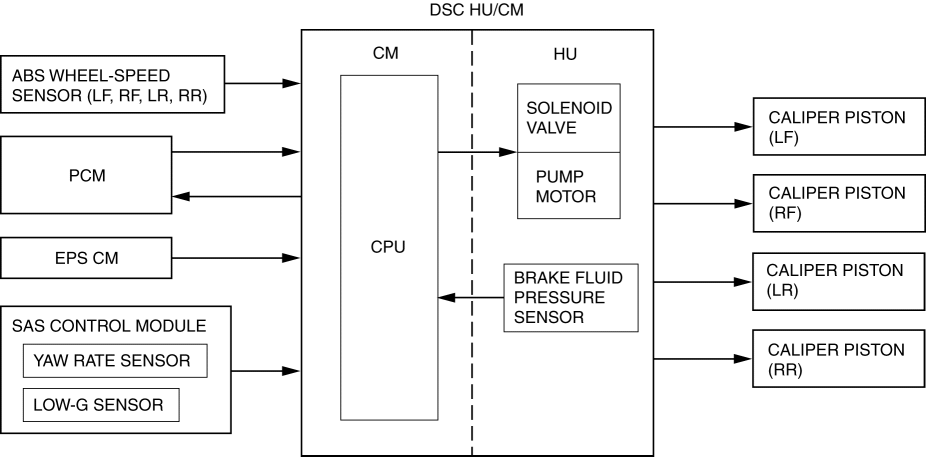 DSC HU/CM
CM
HU
ABS WHEEL-SPEED
SENSOR (LF, RF, LR, RR)
PCM
EPS CM
SAS CONTROL MODULE
YAW RATE SENSOR
LOW-G SENSOR
CPU
SOLENOID
VALVE
PUMP
MOTOR
BRAKE FLUID
PRESSURE
SENSOR
CALIPER PISTON
(LF)
CALIPER PISTON
(RF)
CALIPER PISTON
(LR)
CALIPER PISTON
(RR)